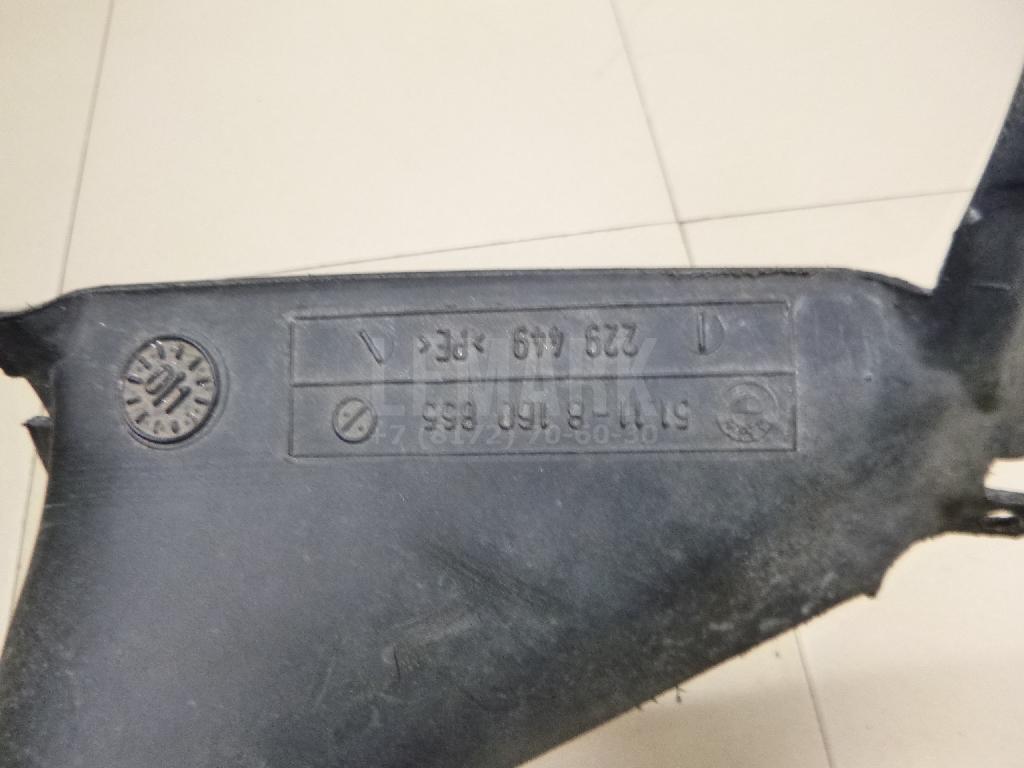 51 11-8 160 855
229 449 >PE<
LEMARK
+7 (8172) 70-60-30